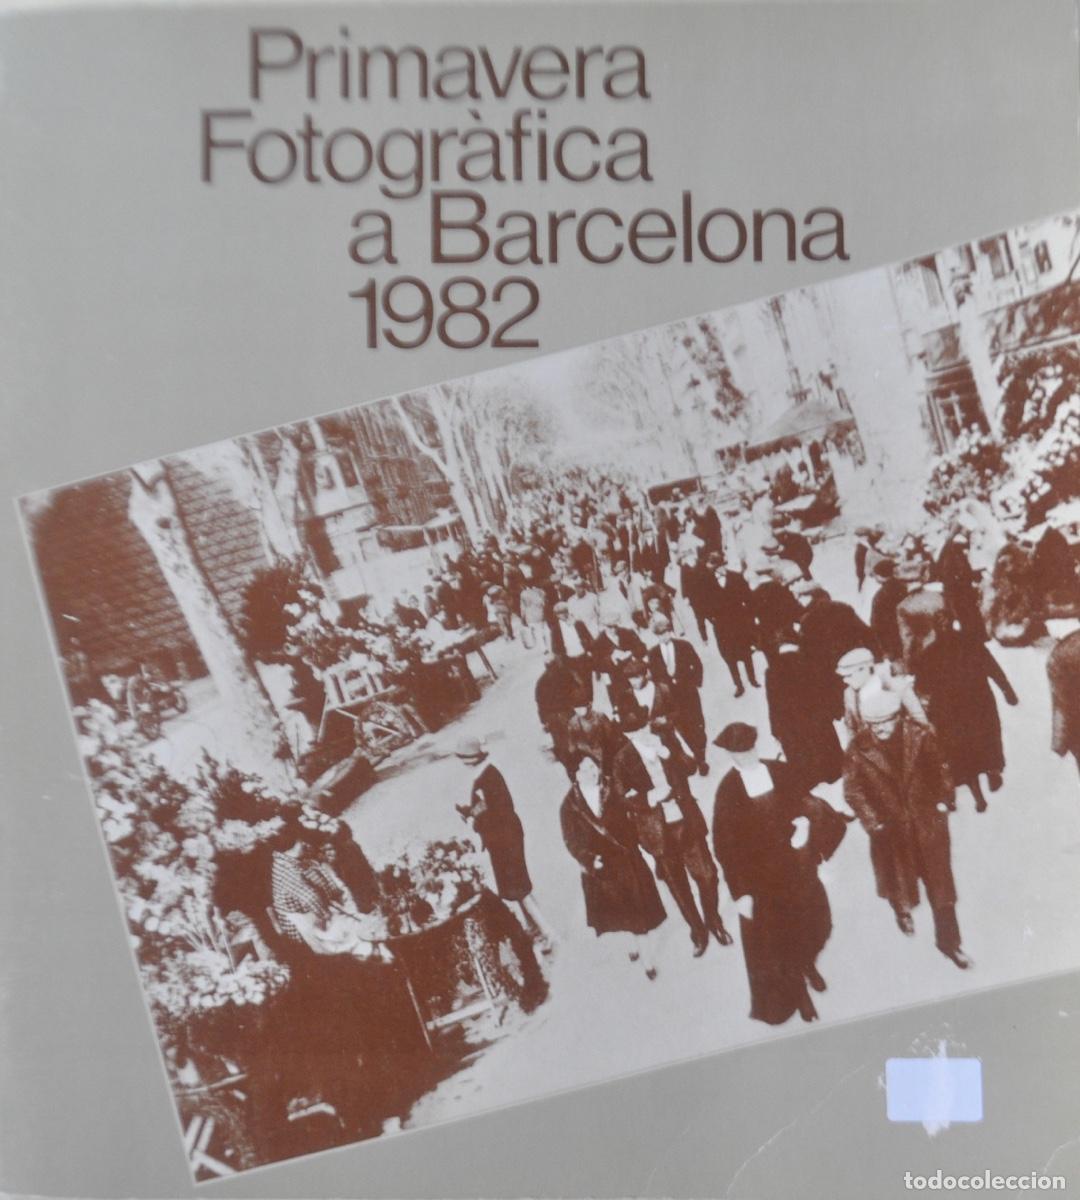 Primavera
Fotogràfica
a Barcelona
1982
todocoleccion